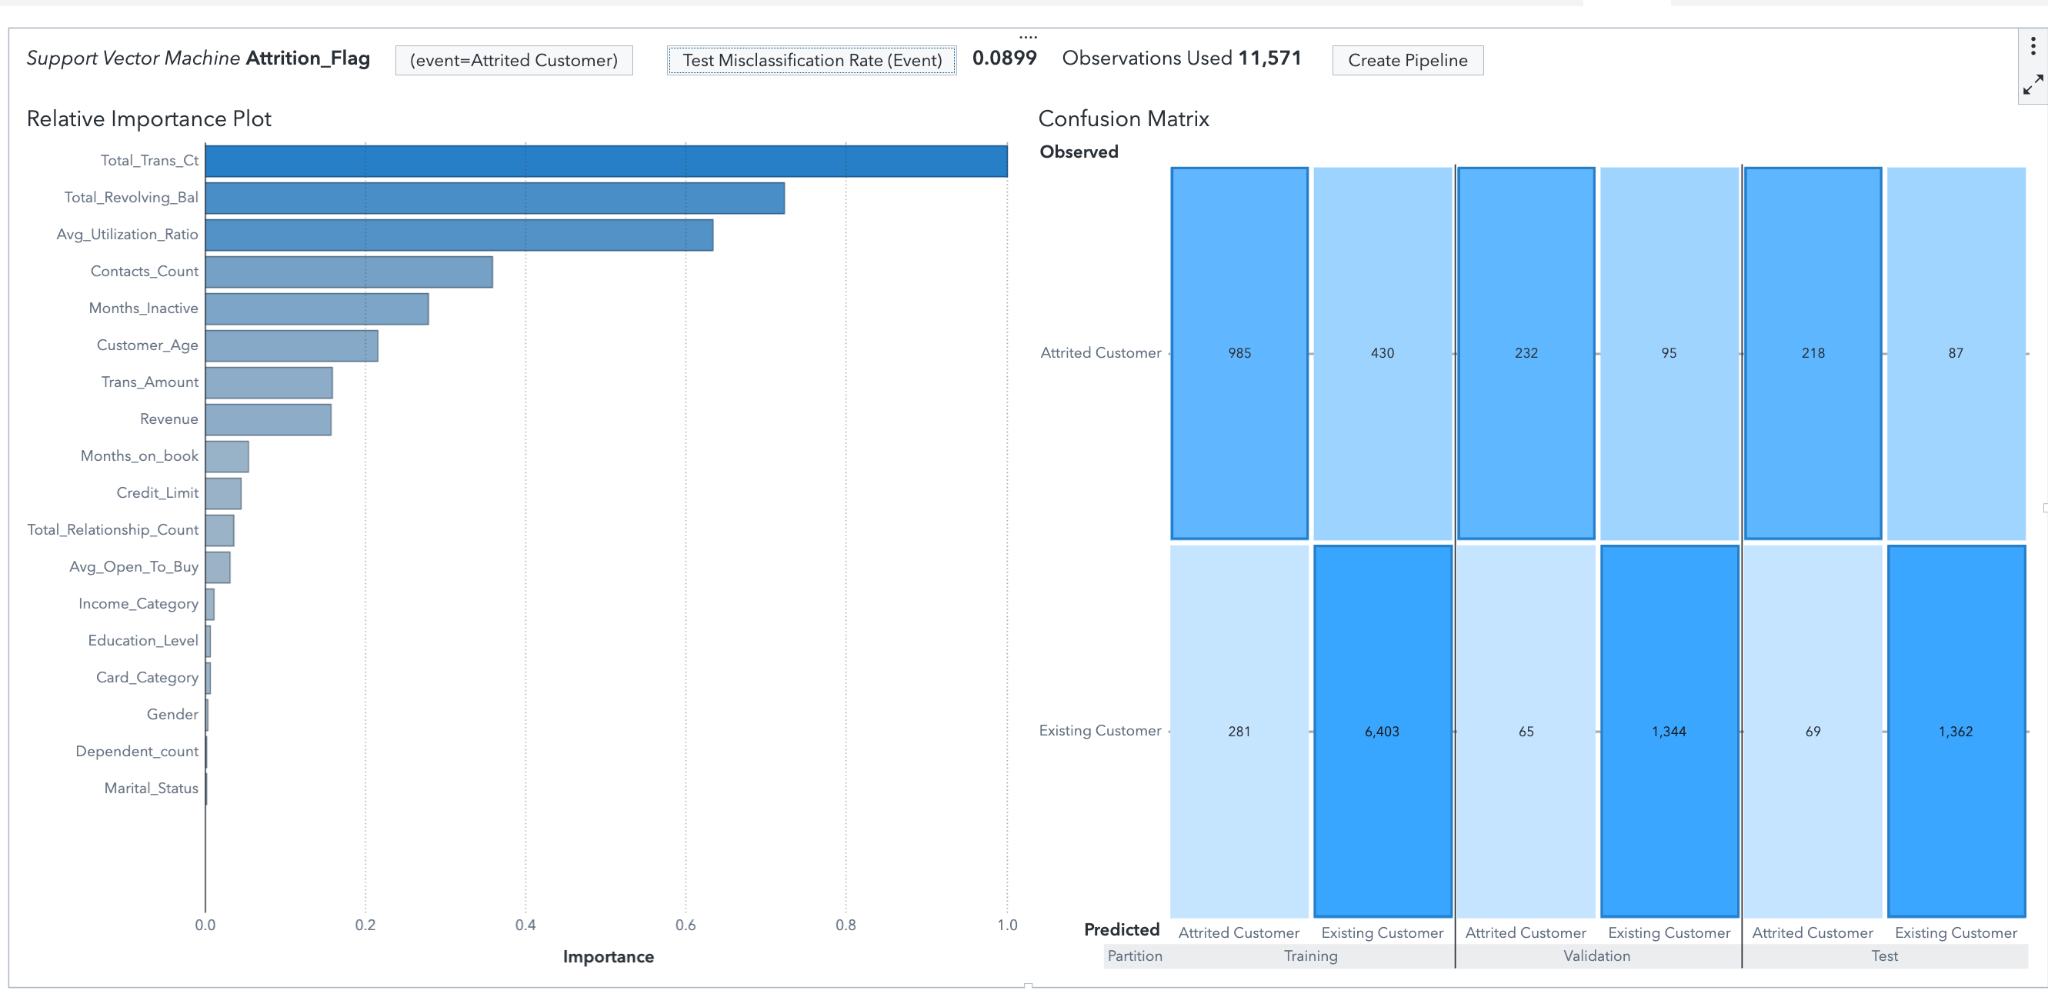 Support Vector Machine Attrition_Flag (event=Attrited Customer) Test Misclassification Rate (Event) 0.0899 Observations Used 11,571 Create Pipeline
Relative Importance Plot
Total_Trans_Ct
Total_Revolving_Bal
Avg_Utilization_Ratio
Contacts_Count
Months_Inactive
Customer_Age
Trans_Amount
Revenue
Months_on_book
Credit_Limit
Total_Relationship_Count
Avg_Open_To_Buy
Income_Category
Education_Level
Card_Category
Gender
Dependent_count
Marital_Status
0.0 0.2 0.4 0.6 0.8 1.0
Importance
Confusion Matrix
Observed
Attrited Customer 985 430 232 95 218 87
Existing Customer 281 6,403 65 1,344 69 1,362
Predicted Attrited Customer Existing Customer Attrited Customer Existing Customer Attrited Customer Existing Customer
Partition Training Validation Test